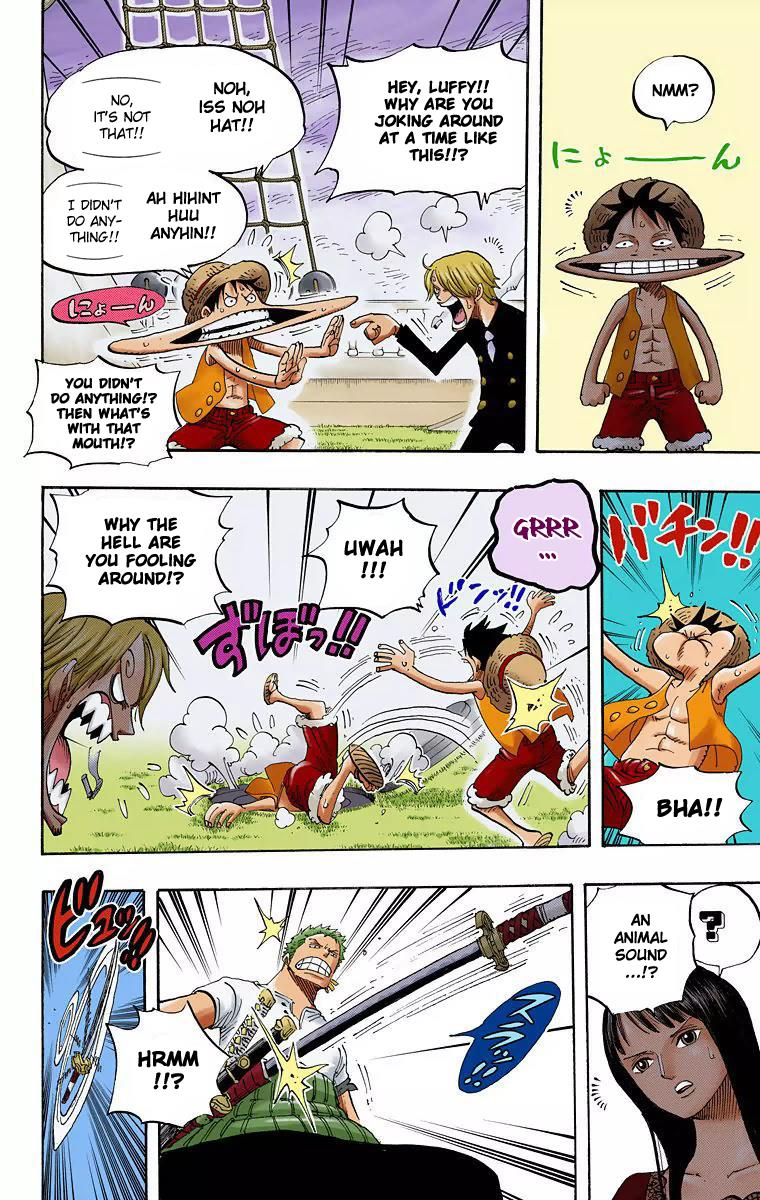 NMM?
にょーーん
HEY, LUFFY!!
WHY ARE YOU
JOKING AROUND
AT A TIME LIKE
THIS!!?
NOH,
ISS NOH
HAT!!
NO,
IT'S NOT
THAT!!
AH HIHINT
HUU
ANYHIN!!
I DIDN'T
DO ANY-
THING!!
にょーん
YOU DIDN'T
DO ANYTHING!?
THEN WHAT'S
WITH THAT
MOUTH!?
バチン!!
BHA!!
GRRR
...
ドンッ!!
UWAH
!!!
ずぼっ!!
WHY THE
HELL ARE
YOU FOOLING
AROUND!?
?
AN
ANIMAL
SOUND
...!?
スラッ!!
HRMM
!!?
ビュッ!!!